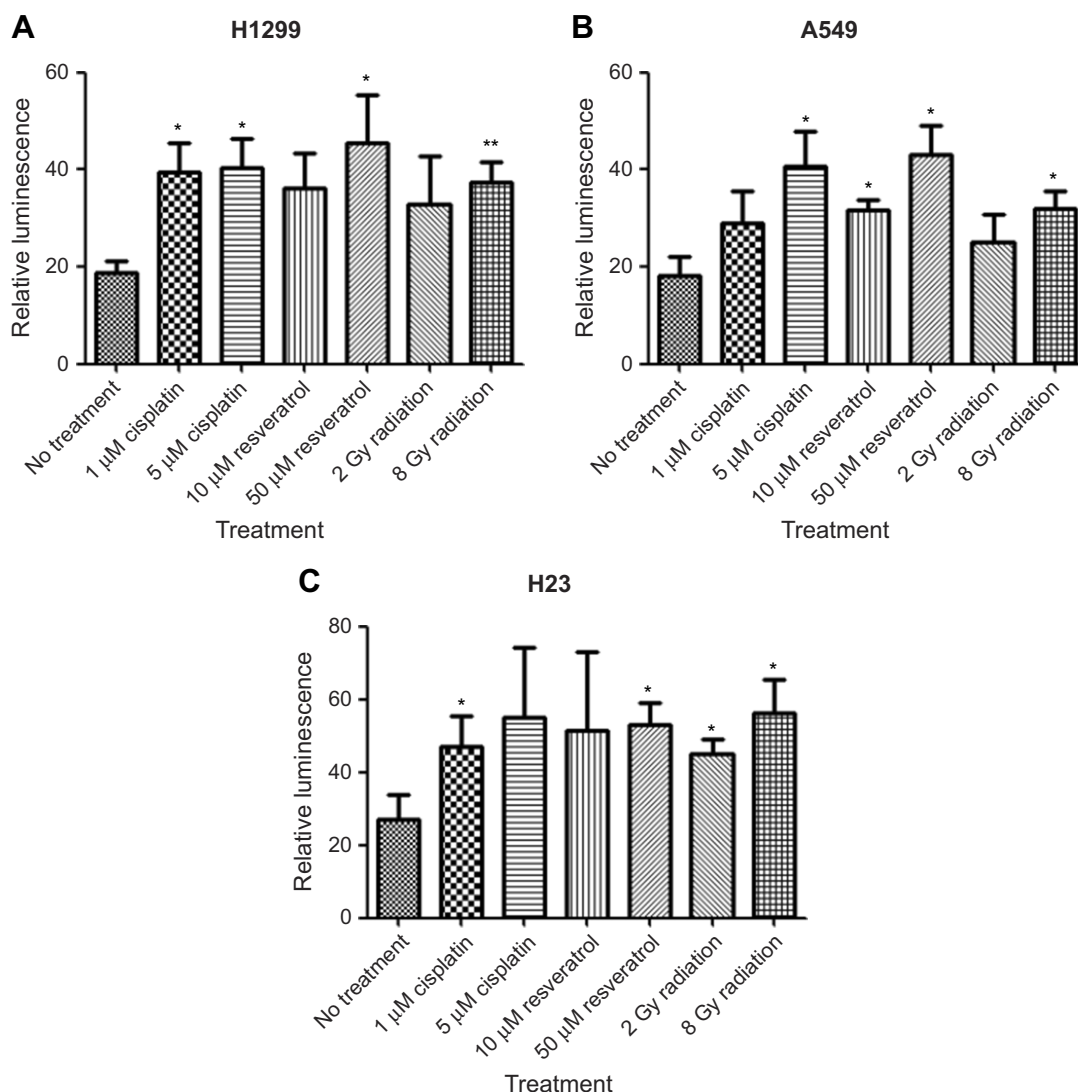 A
H1299
Relative luminescence
60
40
20
0
*
*
*
**
No treatment
1 µM cisplatin
5 µM cisplatin
10 µM resveratrol
50 µM resveratrol
2 Gy radiation
8 Gy radiation
Treatment
B
A549
Relative luminescence
60
40
20
0
*
*
*
*
No treatment
1 µM cisplatin
5 µM cisplatin
10 µM resveratrol
50 µM resveratrol
2 Gy radiation
8 Gy radiation
Treatment
C
H23
Relative luminescence
80
60
40
20
0
*
*
*
*
No treatment
1 µM cisplatin
5 µM cisplatin
10 µM resveratrol
50 µM resveratrol
2 Gy radiation
8 Gy radiation
Treatment